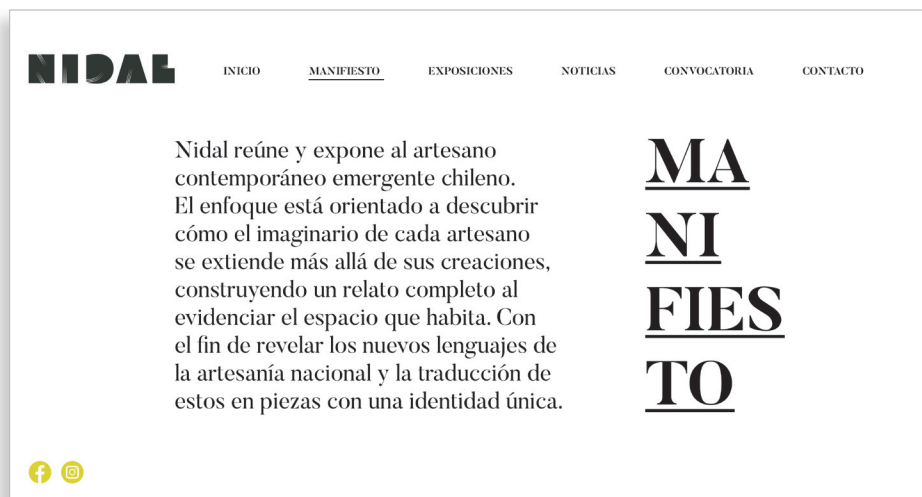 NIDAL
INICIO MANIFIESTO EXPOSICIONES NOTICIAS CONVOCATORIA CONTACTO
Nidal reúne y expone al artesano
contemporáneo emergente chileno.
El enfoque está orientado a descubrir
cómo el imaginario de cada artesano
se extiende más allá de sus creaciones,
construyendo un relato completo al
evidenciar el espacio que habita. Con
el fin de revelar los nuevos lenguajes de
la artesanía nacional y la traducción de
estos en piezas con una identidad única.
MA
NI
FIES
TO